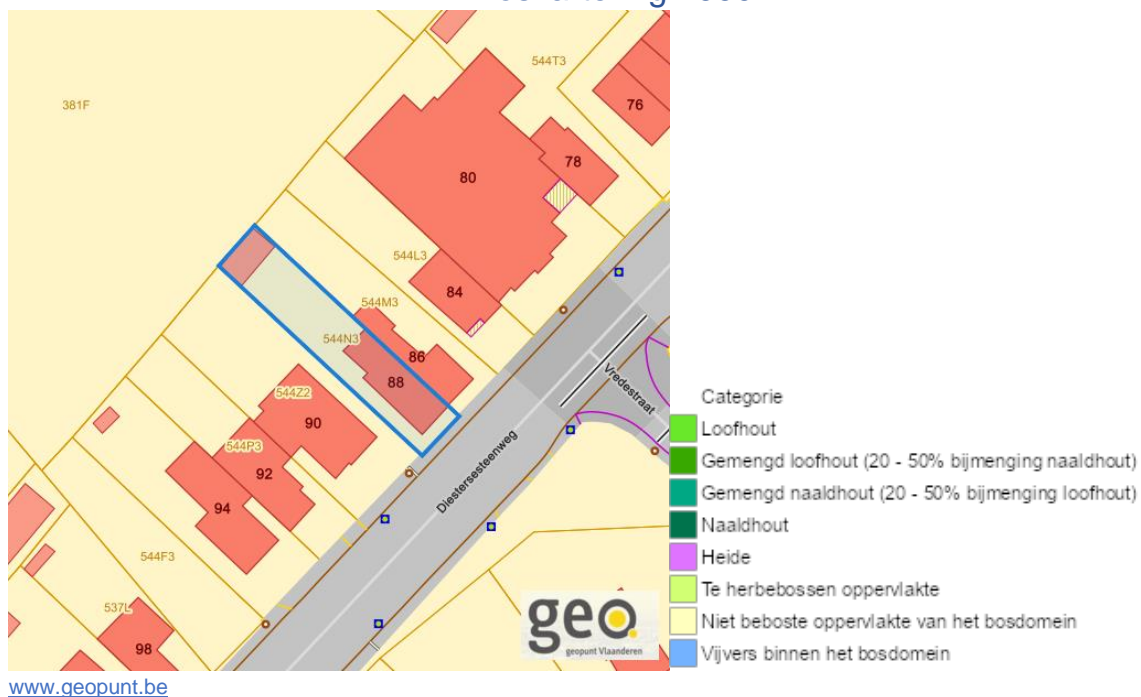 544T3
381F
76
78
80
544L3
84
544M3
544N3
86
88
Vredestraat
544Z2
90
Diestersesteenweg
544P3
92
94
544F3
537L
98
geo
geopunt Vlaanderen
Categorie
Loofhout
Gemengd loofhout (20 - 50% bijmenging naaldhout)
Gemengd naaldhout (20 - 50% bijmenging loofhout)
Naaldhout
Heide
Te herbebossen oppervlakte
Niet beboste oppervlakte van het bosdomein
Vijvers binnen het bosdomein
www.geopunt.be